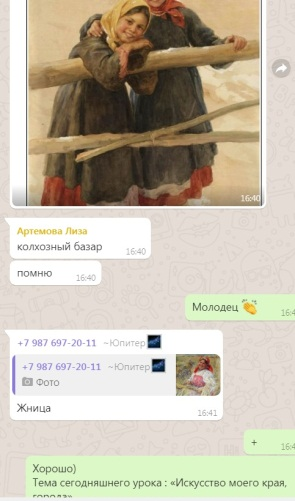 16:40
Артемова Лиза
колхозный базар
16:40
помню
16:40
Молодец
+7 987 697-20-11 ~Юпитер
+7 987 697-20-11 ~Юпитер
Фото
Жница
16:41
+
Хорошо)
Тема сегодняшнего урока : «Искусство моего края,
города»